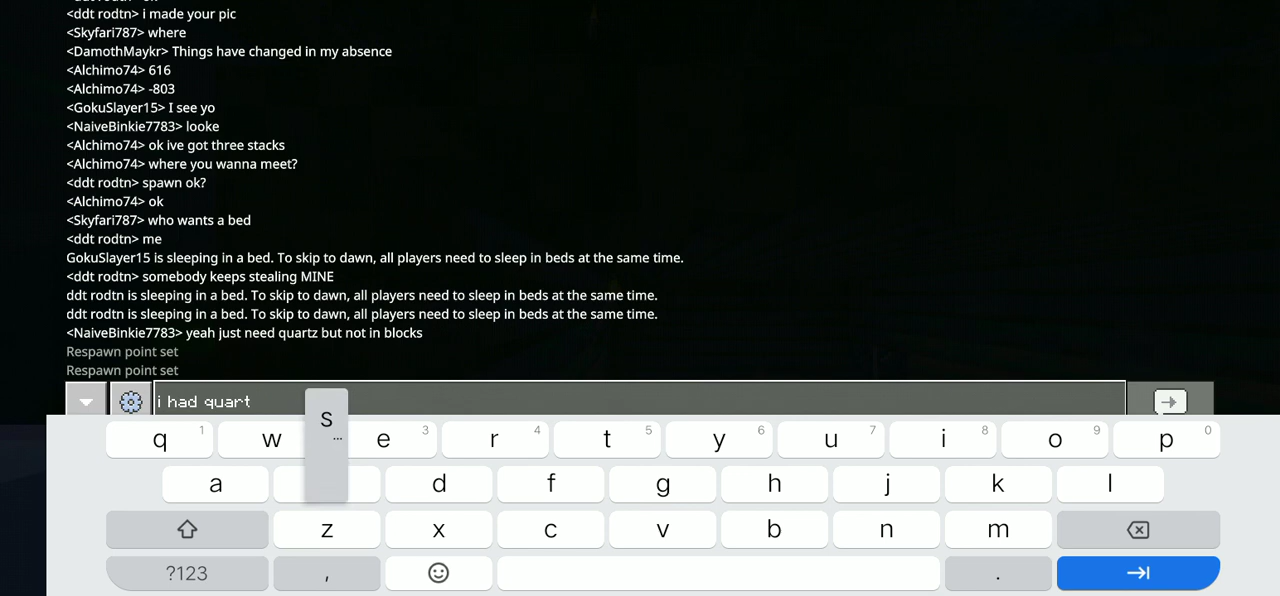 <ddt rodtn> i made your pic
<Skyfari787> where
<DamothMaykr> Things have changed in my absence
<Alchimo74> 616
<Alchimo74> -803
<GokuSlayer15> I see yo
<NaiveBinkie7783> looke
<Alchimo74> ok ive got three stacks
<Alchimo74> where you wanna meet?
<ddt rodtn> spawn ok?
<Alchimo74> ok
<Skyfari787> who wants a bed
<ddt rodtn> me
GokuSlayer15 is sleeping in a bed. To skip to dawn, all players need to sleep in beds at the same time.
<ddt rodtn> somebody keeps stealing MINE
ddt rodtn is sleeping in a bed. To skip to dawn, all players need to sleep in beds at the same time.
ddt rodtn is sleeping in a bed. To skip to dawn, all players need to sleep in beds at the same time.
<NaiveBinkie7783> yeah just need quartz but not in blocks
Respawn point set
Respawn point set
i had quart
s ...
q 1 w e 3 r 4 t 5 y 6 u 7 i 8 o 9 p 0
a d f g h j k l
z x c v b n m
?123 , .